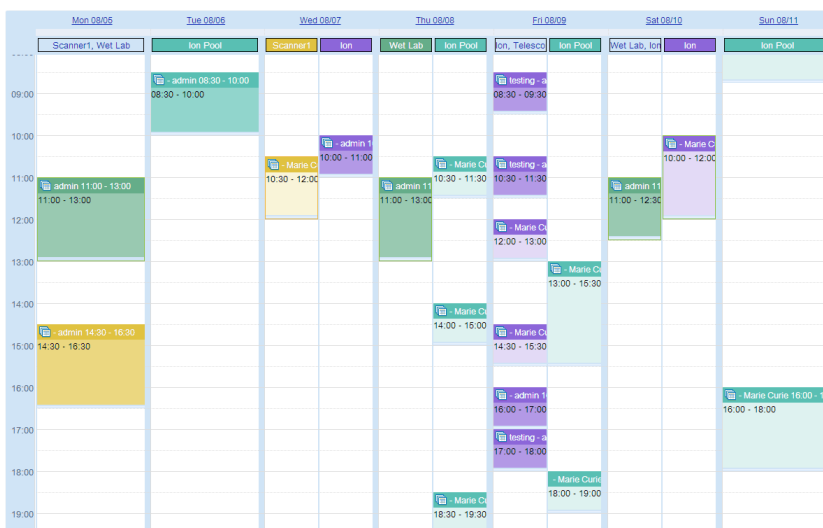 Mon 08/05 Tue 08/06 Wed 08/07 Thu 08/08 Fri 08/09 Sat 08/10 Sun 08/11
Scanner1, Wet Lab Ion Pool Scanner1 Ion Wet Lab Ion Pool Ion, Telesco Ion Pool Wet Lab, Ion Ion Ion Pool
- admin 08:30 - 10:00 testing - a
09:00 08:30 - 10:00 08:30 - 09:30
10:00 - admin 1 - Marie C
- Marie C 10:00 - 11:00 - Marie Cu testing - a 10:00 - 12:00
10:30 - 12:00 10:30 - 11:30 10:30 - 11:30
11:00 admin 11:00 - 13:00 admin 11 admin 11
11:00 - 13:00 11:00 - 13:00 11:00 - 12:30
12:00 - Marie Cu
12:00 - 13:00
13:00 - Marie Cu
13:00 - 15:30
14:00 - Marie Cu
14:00 - 15:00
- admin 14:30 - 16:30 - Marie Cu
15:00 14:30 - 16:30 14:30 - 15:30
16:00 - admin 1 - Marie Curie 16:00 - 1
16:00 - 17:00 16:00 - 18:00
17:00 testing - a
17:00 - 18:00
18:00 - Marie Curie
18:00 - 19:00
- Marie Cu
19:00 18:30 - 19:30